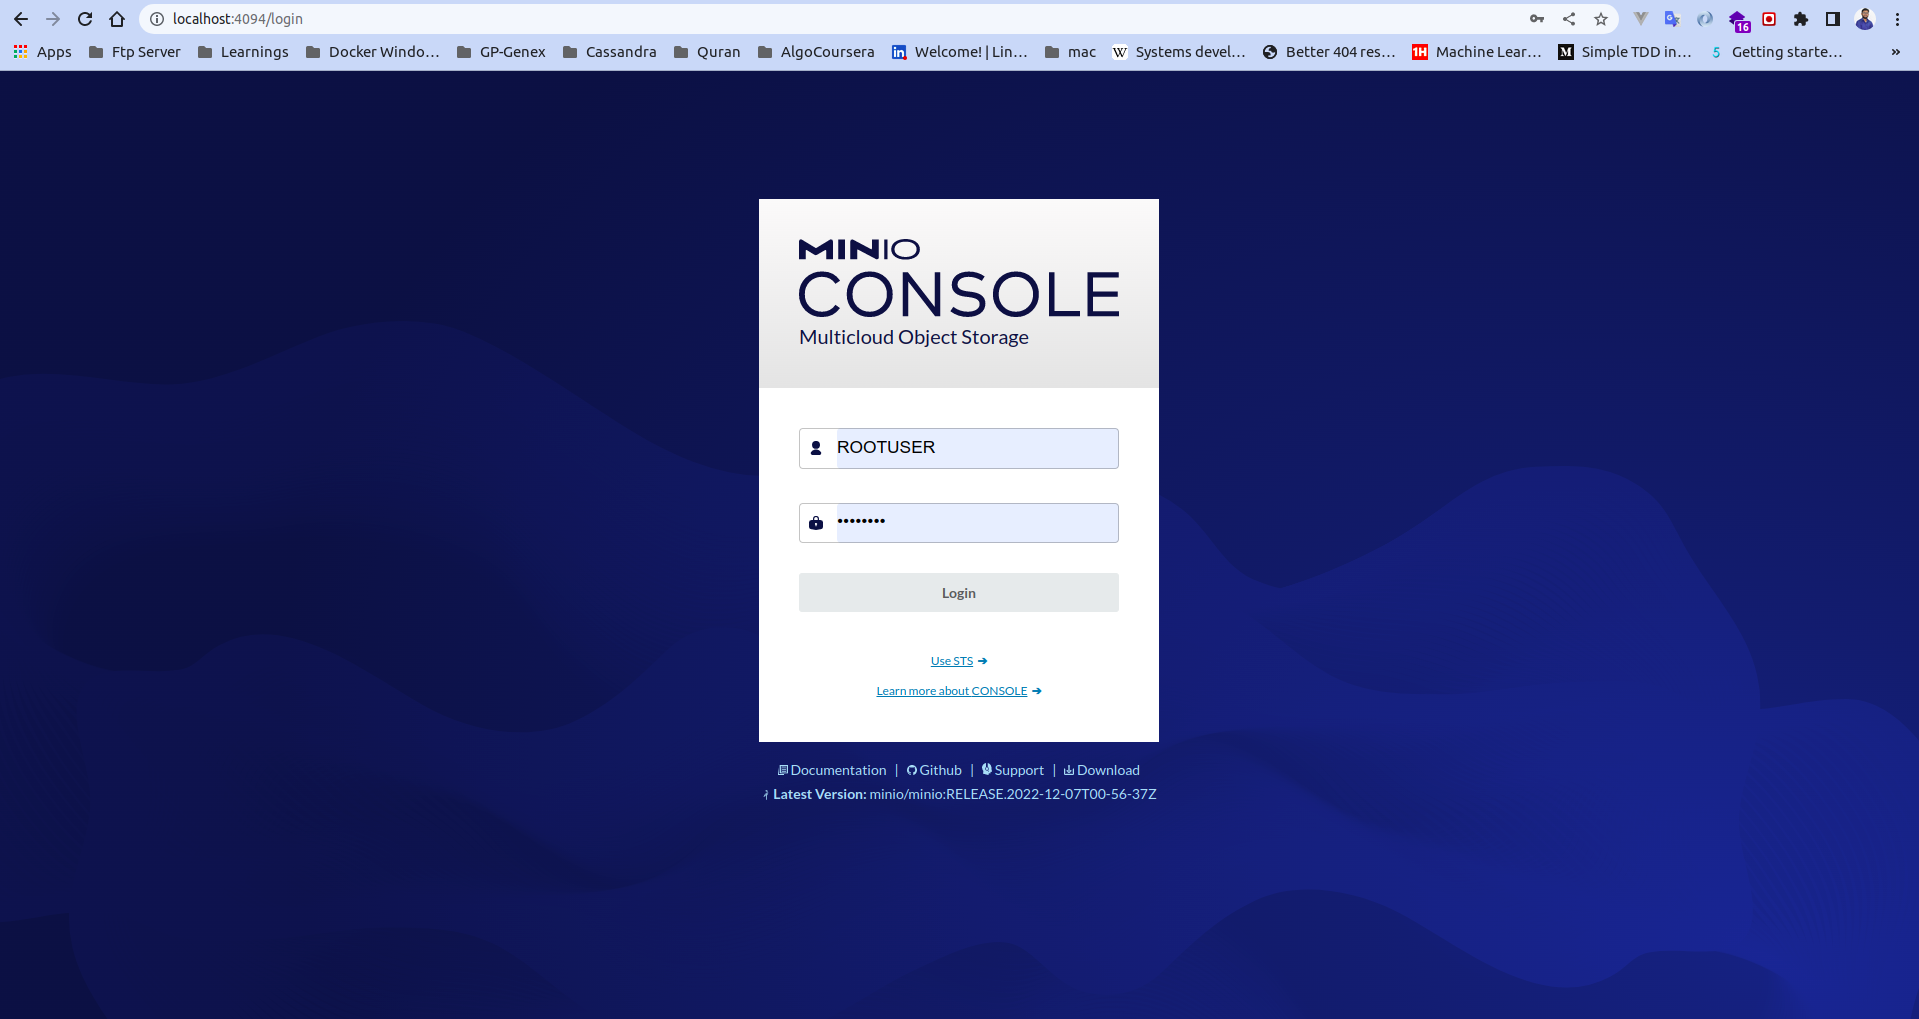 localhost:4094/login
16
Apps Ftp Server Learnings Docker Windo... GP-Genex Cassandra Quran AlgoCoursera Welcome! | Lin... mac Systems devel... Better 404 res... Machine Lear... Simple TDD in... Getting starte... »
MINIO
CONSOLE
Multicloud Object Storage
ROOTUSER
••••••••
Login
Use STS ➔
Learn more about CONSOLE ➔
Documentation | Github | Support | Download
Latest Version: minio/minio:RELEASE.2022-12-07T00-56-37Z